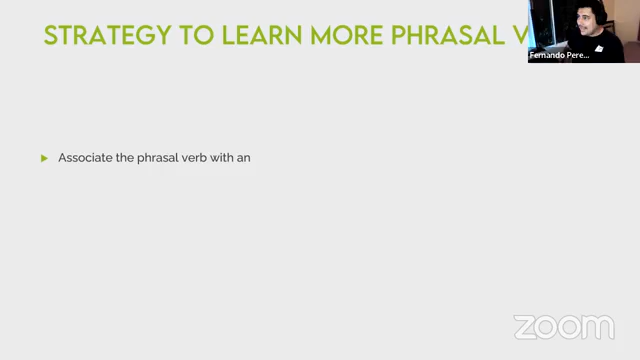 STRATEGY TO LEARN MORE PHRASAL V
Fernando Pere...
Associate the phrasal verb with an
zoom